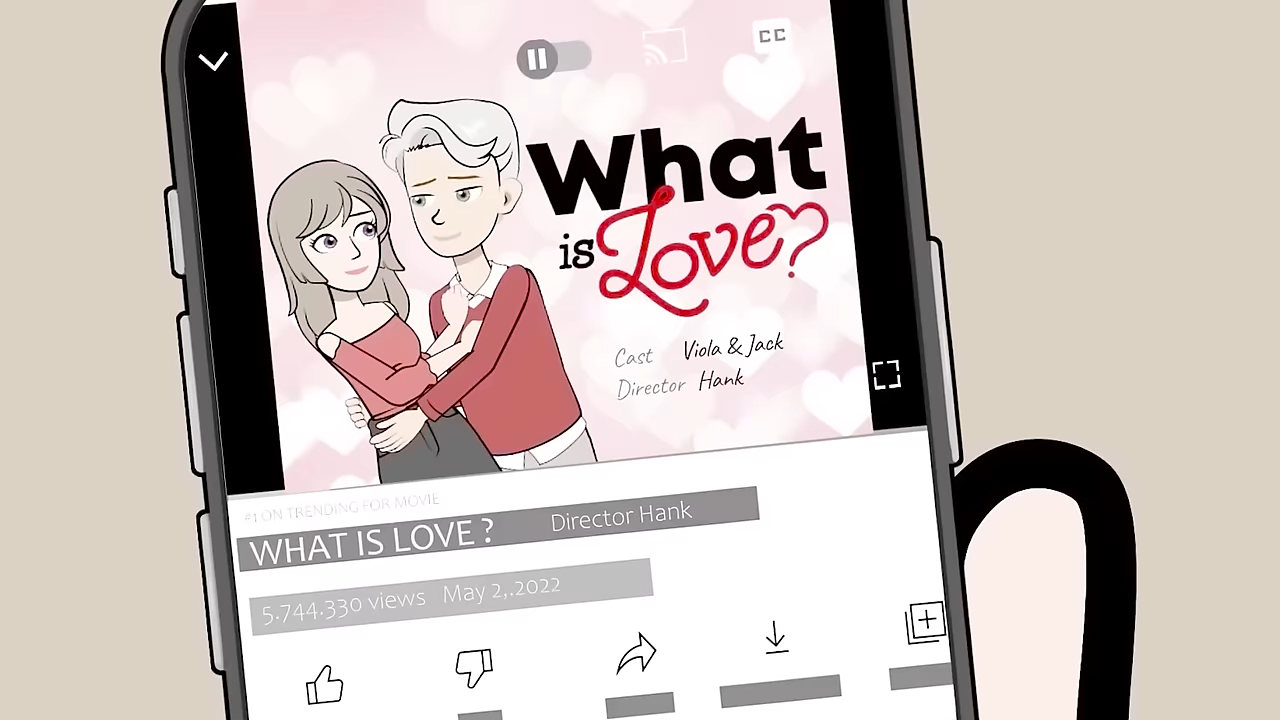 CC
What
is Love?
Cast Viola & Jack
Director Hank
#1 ON TRENDING FOR MOVIE
WHAT IS LOVE ? Director Hank
5.744.330 views May 2,.2022